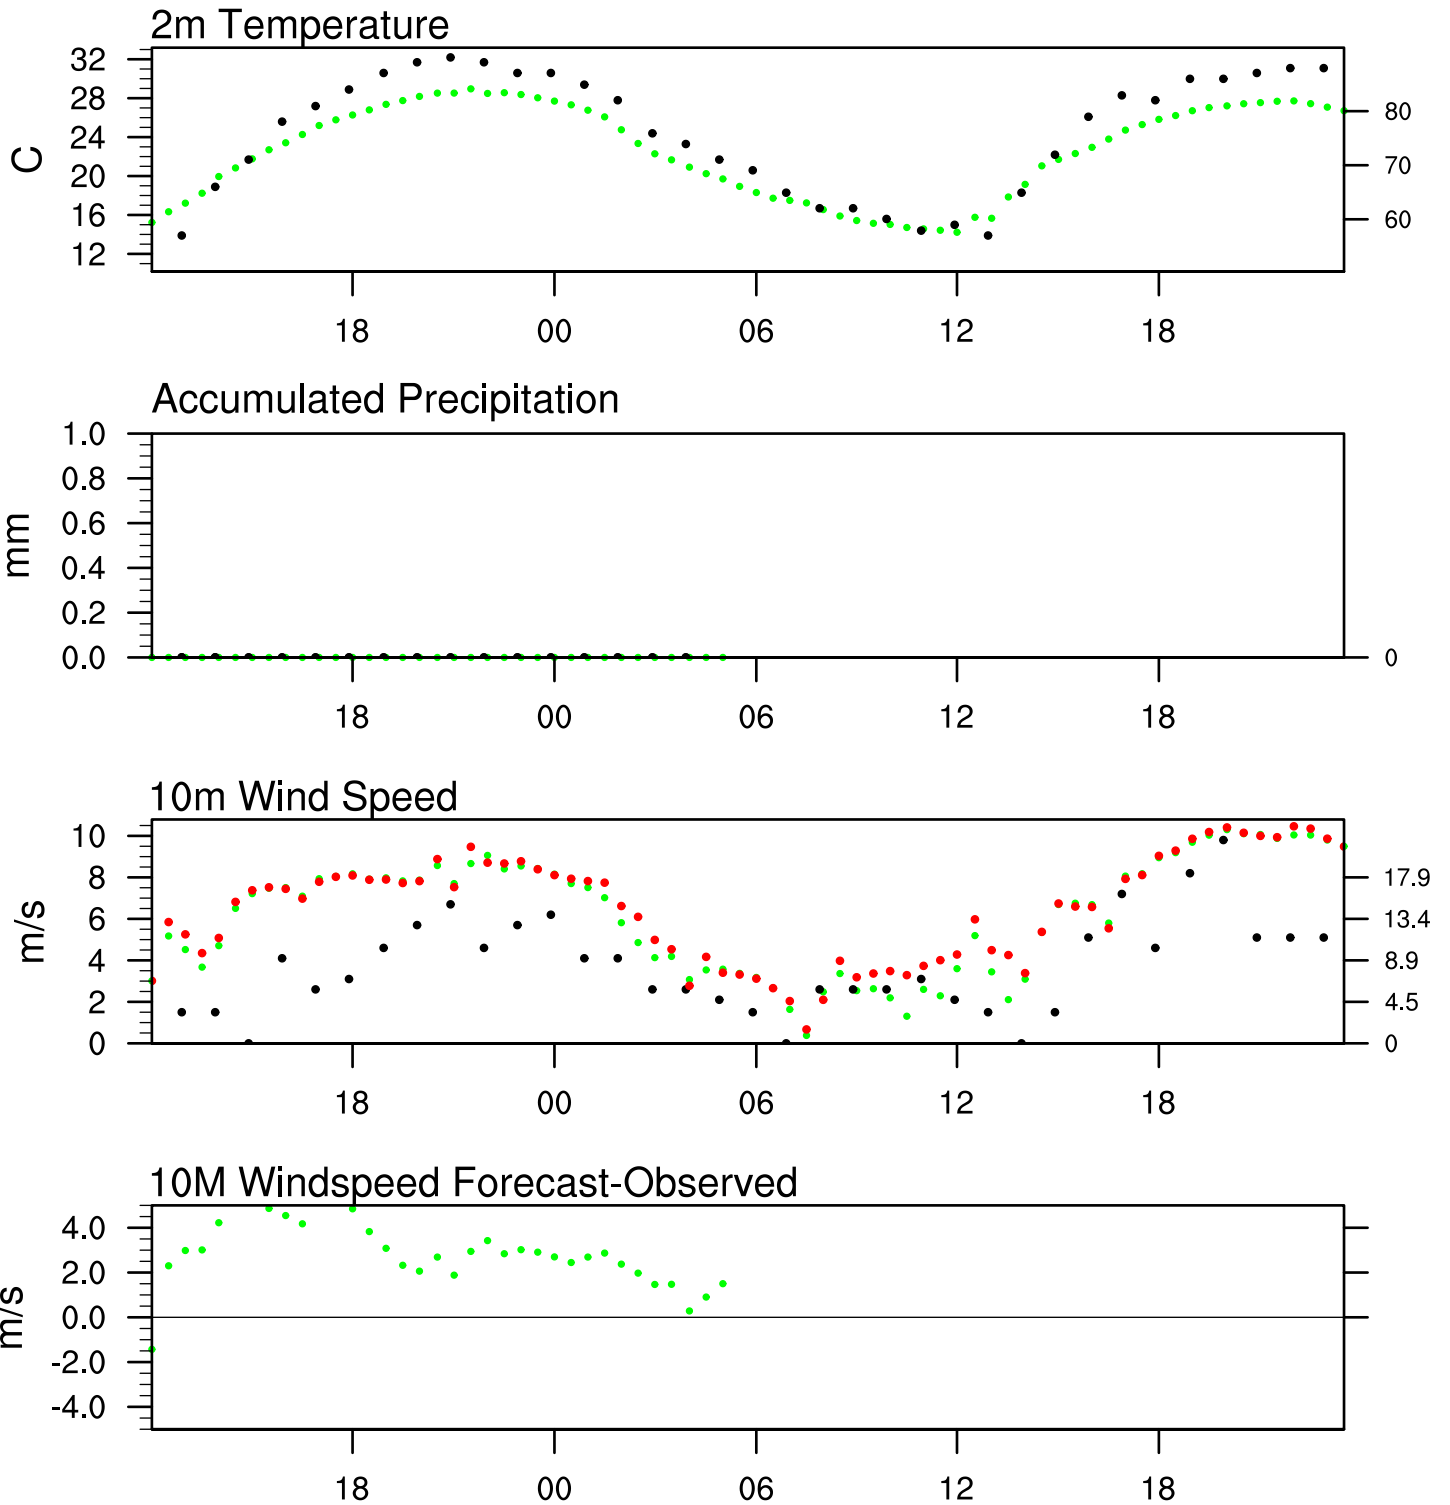 2m Temperature
C
32
28
24
20
16
12
80
70
60
18 00 06 12 18
Accumulated Precipitation
mm
1.0
0.8
0.6
0.4
0.2
0.0
0
18 00 06 12 18
10m Wind Speed
m/s
10
8
6
4
2
0
17.9
13.4
8.9
4.5
0
18 00 06 12 18
10M Windspeed Forecast-Observed
m/s
4.0
2.0
0.0
-2.0
-4.0
18 00 06 12 18